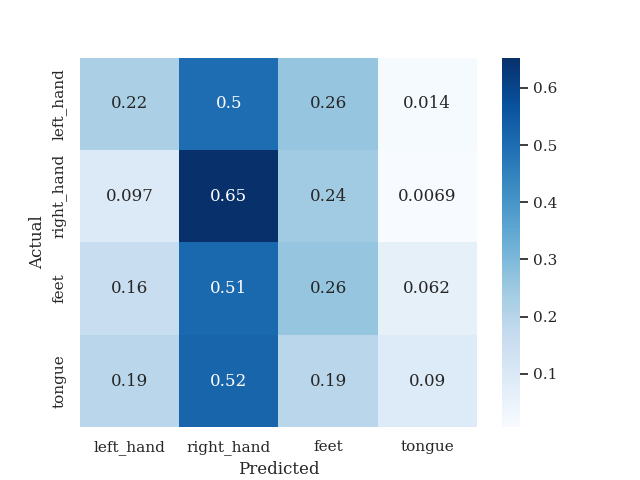 Actual
left_hand
0.22 0.5 0.26 0.014
right_hand
0.097 0.65 0.24 0.0069
feet
0.16 0.51 0.26 0.062
tongue
0.19 0.52 0.19 0.09
left_hand right_hand feet tongue
Predicted
0.6
0.5
0.4
0.3
0.2
0.1